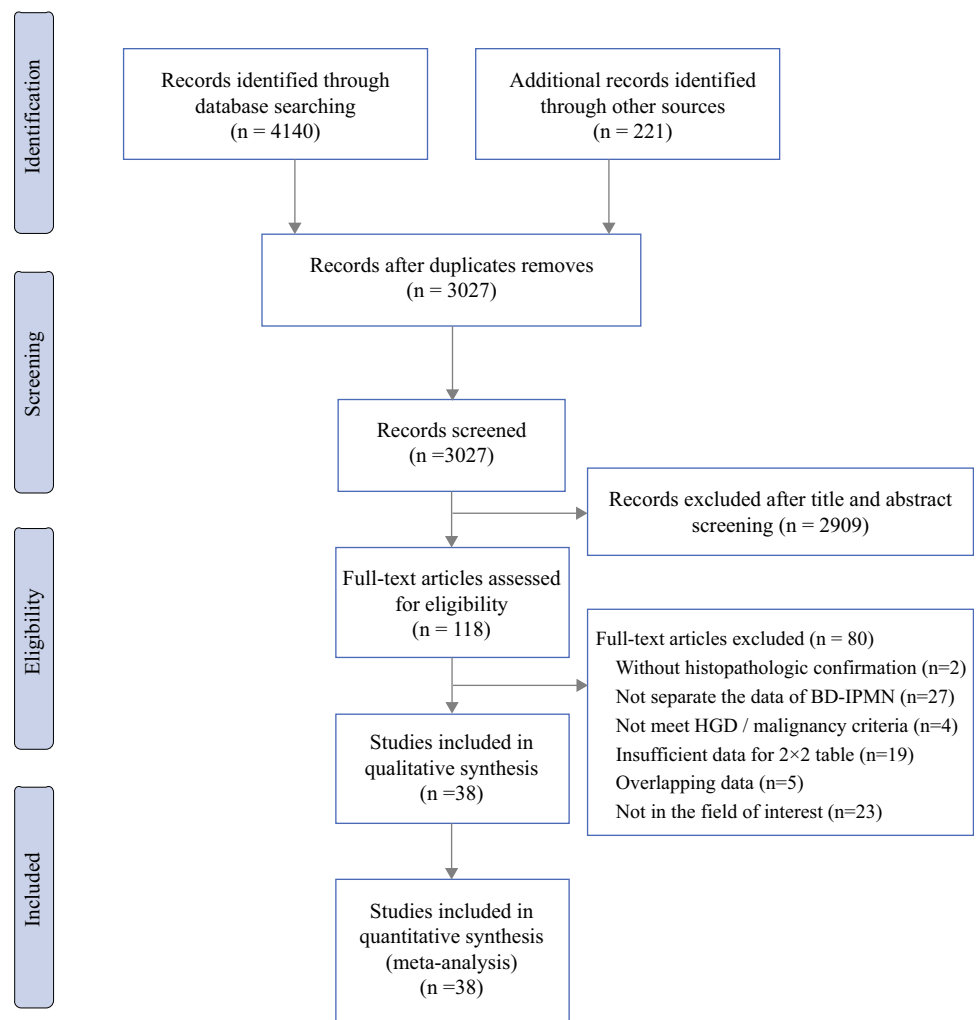 Identification
Records identified through
database searching
(n = 4140)
Additional records identified
through other sources
(n = 221)
Records after duplicates removes
(n = 3027)
Screening
Records screened
(n =3027)
Records excluded after title and abstract
screening (n = 2909)
Eligibility
Full-text articles assessed
for eligibility
(n = 118)
Full-text articles excluded (n = 80)
Without histopathologic confirmation (n=2)
Not separate the data of BD-IPMN (n=27)
Not meet HGD / malignancy criteria (n=4)
Insufficient data for 2×2 table (n=19)
Overlapping data (n=5)
Not in the field of interest (n=23)
Studies included in
qualitative synthesis
(n =38)
Included
Studies included in
quantitative synthesis
(meta-analysis)
(n =38)